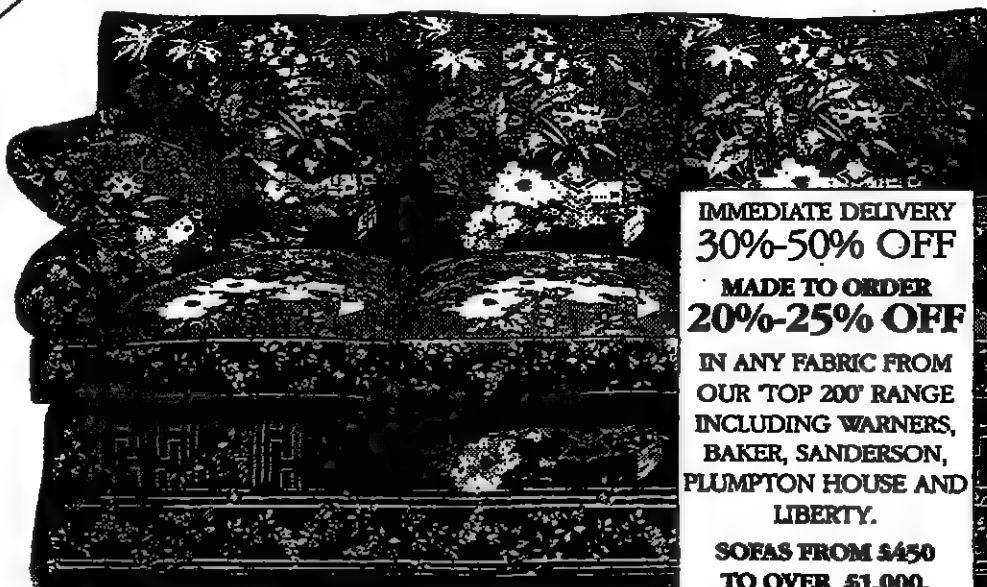 IMMEDIATE DELIVERY
30%-50% OFF
MADE TO ORDER
20%-25% OFF
IN ANY FABRIC FROM
OUR 'TOP 200' RANGE
INCLUDING WARNERS,
BAKER, SANDERSON,
PLUMPTON HOUSE AND
LIBERTY.
SOFAS FROM £450
TO OVER £1,000